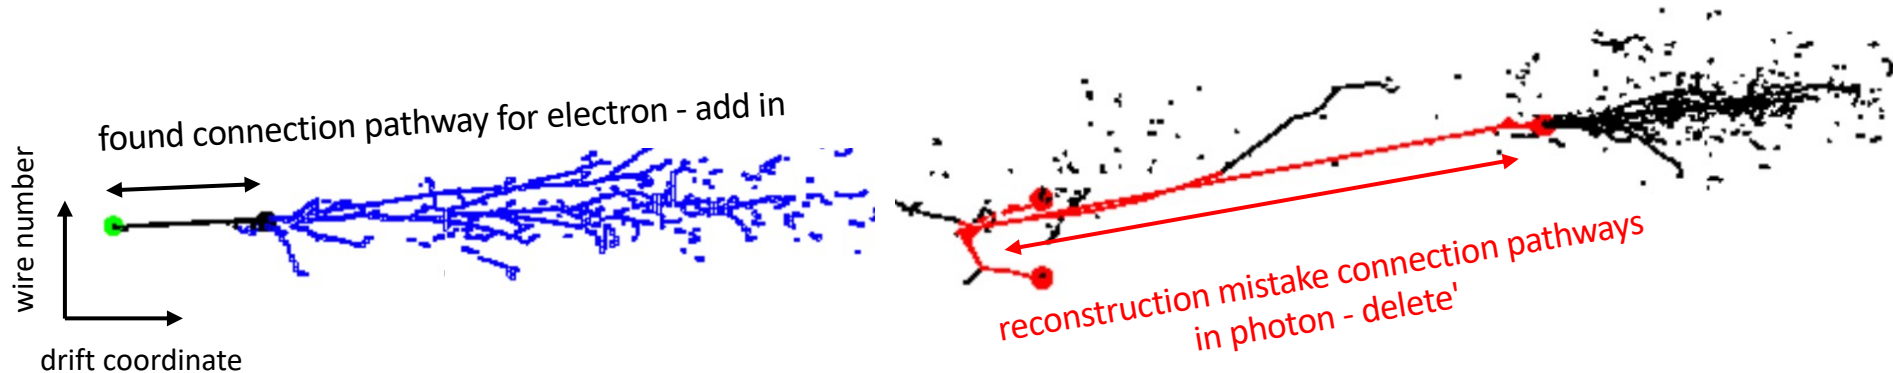 found connection pathway for electron - add in
wire number
drift coordinate
reconstruction mistake connection pathways
in photon - delete'